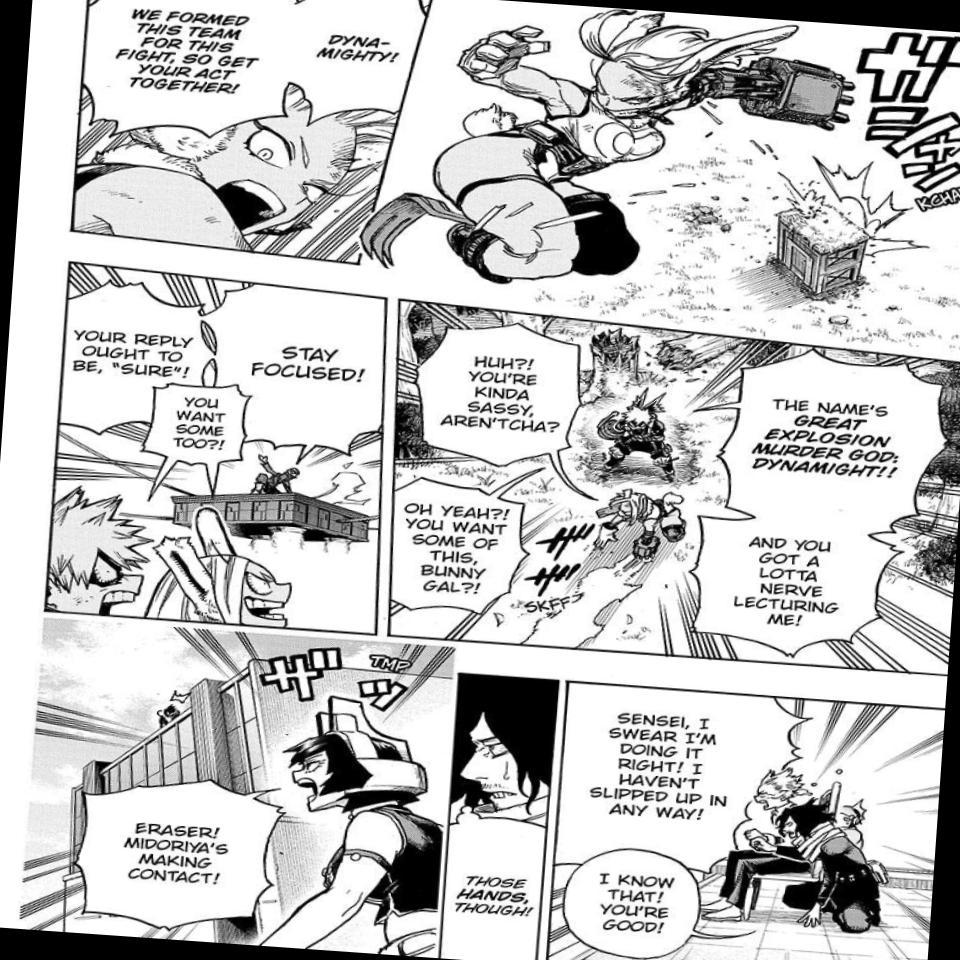 ガ
KCHA
DYNA-
MIGHTY!
WE FORMED
THIS TEAM
FOR THIS
FIGHT, SO GET
YOUR ACT
TOGETHER!
THE NAME'S
GREAT
EXPLOSION
MURDER GOD:
DYNAMIGHT!!
AND YOU
GOT A
LOTTA
NERVE
LECTURING
ME!
HUH?!
YOU'RE
KINDA
SASSY,
AREN'TCHA?
OH YEAH?!
YOU WANT
SOME OF
THIS,
BUNNY
GAL?!
SKFF
STAY
FOCUSED!
YOUR REPLY
OUGHT TO
BE, "SURE"!
YOU
WANT
SOME
TOO?!
SENSEI, I
SWEAR I'M
DOING IT
RIGHT! I
HAVEN'T
SLIPPED UP IN
ANY WAY!
I KNOW
THAT!
YOU'RE
GOOD!
THOSE
HANDS,
THOUGH!
ザッ
TMP
ERASER!
MIDORIYA'S
MAKING
CONTACT!